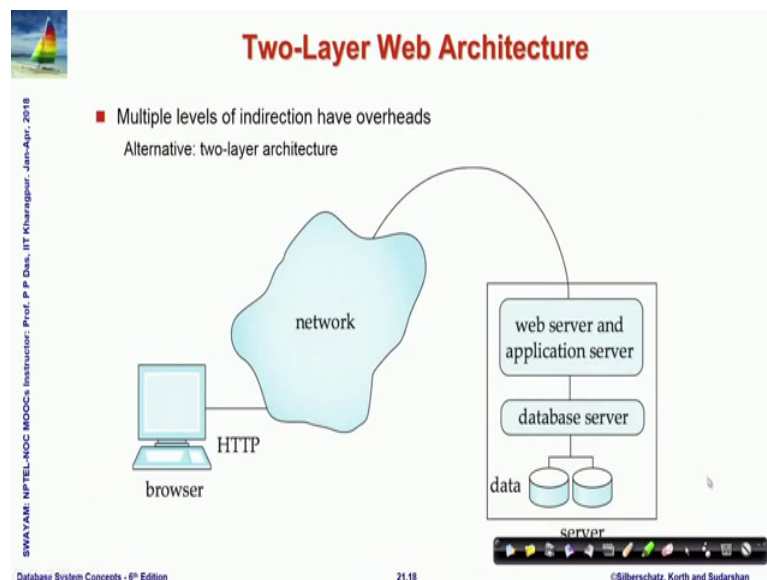 Two-Layer Web Architecture
Multiple levels of indirection have overheads
Alternative: two-layer architecture
network
HTTP
browser
web server and
application server
database server
data
server
SWAYAM: NPTEL-NOC MOOCs Instructor: Prof. P P Das, IIT Kharagpur. Jan-Apr, 2018
Database System Concepts - 6th Edition
21.18
©Silberschatz, Korth and Sudarshan